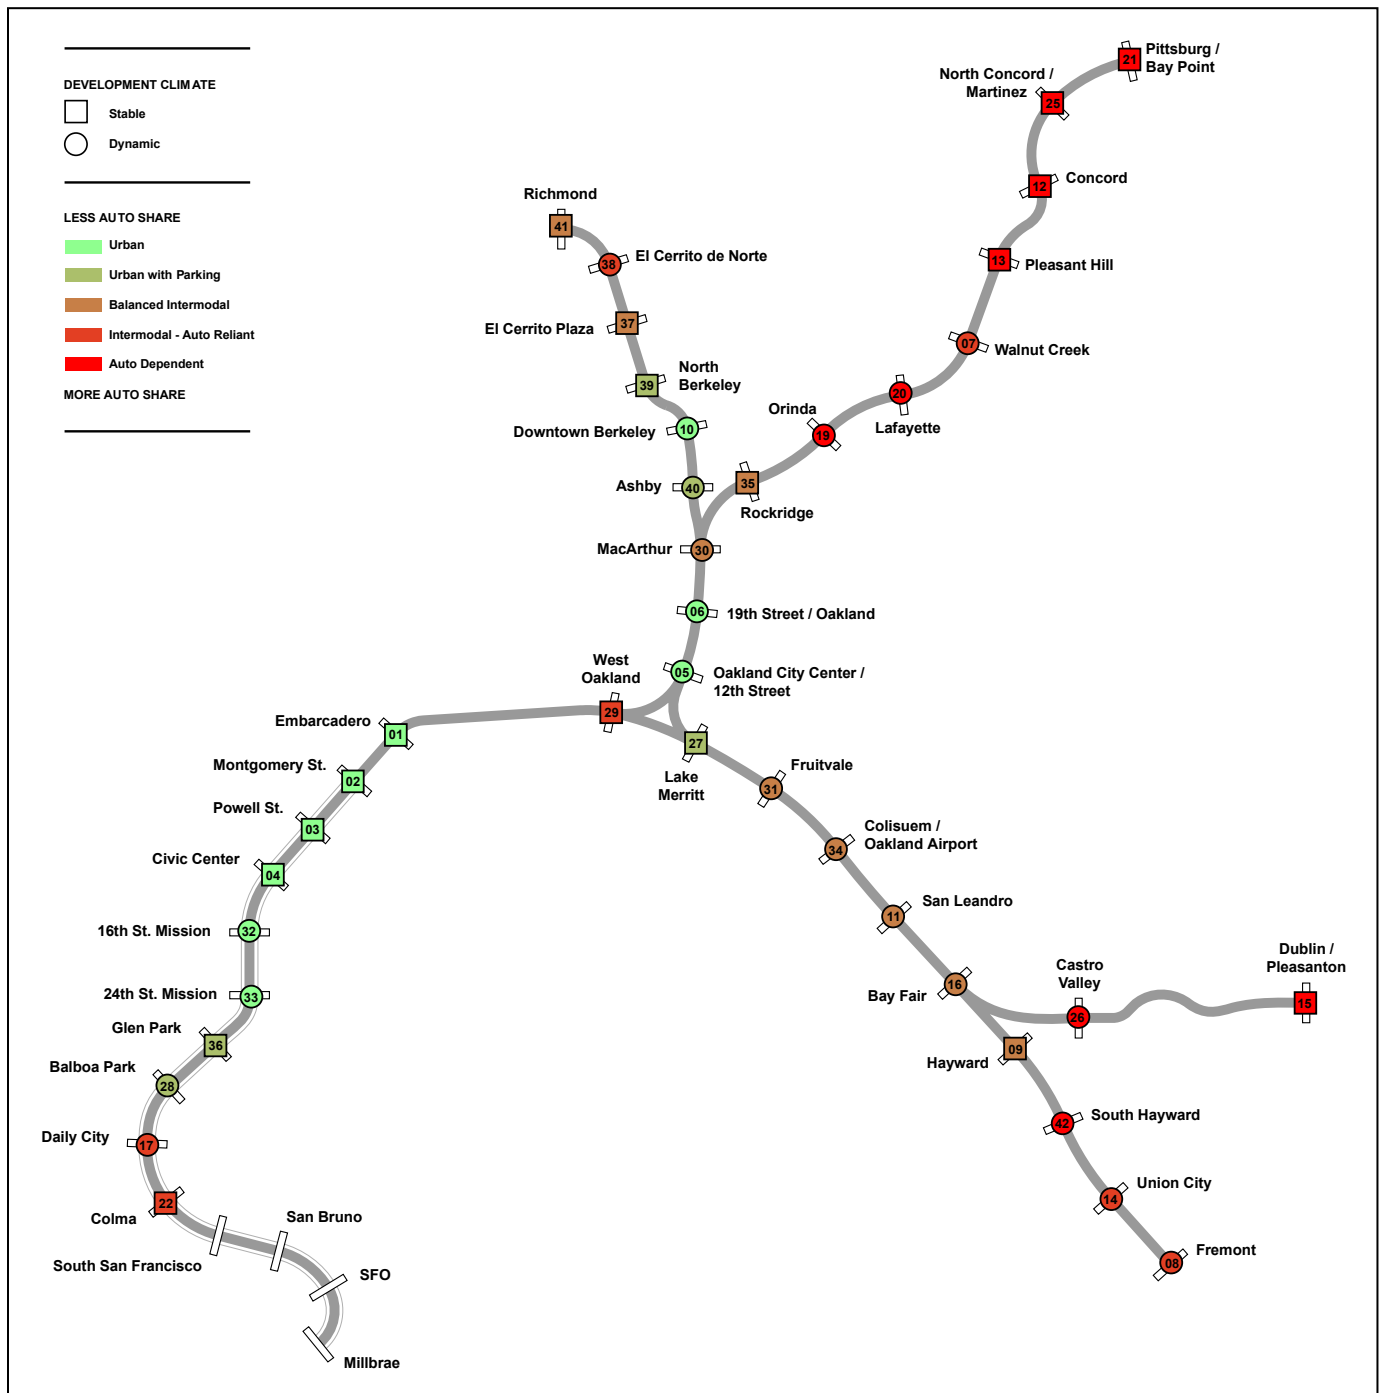 DEVELOPMENT CLIMATE
Stable
Dynamic
LESS AUTO SHARE
Urban
Urban with Parking
Balanced Intermodal
Intermodal - Auto Reliant
Auto Dependent
MORE AUTO SHARE
21
Pittsburg /
Bay Point
North Concord /
Martinez
25
12
Concord
13
Pleasant Hill
07
Walnut Creek
20
Lafayette
Orinda
19
35
Rockridge
Richmond
41
38
El Cerrito de Norte
El Cerrito Plaza
37
North
Berkeley
39
Downtown Berkeley
10
Ashby
40
MacArthur
30
06
19th Street / Oakland
05
Oakland City Center /
12th Street
West
Oakland
29
27
Lake
Merritt
Embarcadero
01
Montgomery St.
02
Powell St.
03
Civic Center
04
16th St. Mission
32
24th St. Mission
33
Glen Park
36
Balboa Park
28
Daily City
17
22
Colma
South San Francisco
San Bruno
SFO
Millbrae
Fruitvale
31
Colisuem /
Oakland Airport
34
San Leandro
11
Bay Fair
16
Castro
Valley
26
Dublin /
Pleasanton
15
Hayward
09
South Hayward
42
Union City
14
Fremont
08